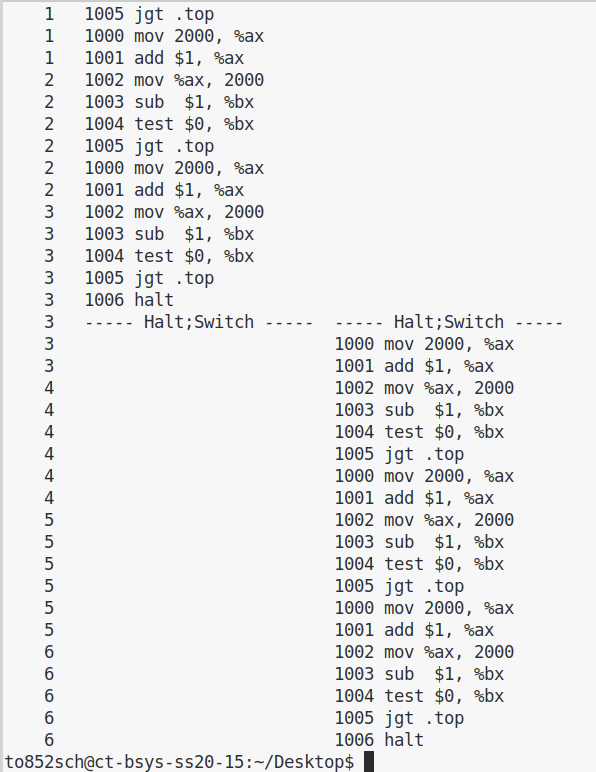 1   1005 jgt .top
1   1000 mov 2000, %ax
1   1001 add $1, %ax
2   1002 mov %ax, 2000
2   1003 sub  $1, %bx
2   1004 test $0, %bx
2   1005 jgt .top
2   1000 mov 2000, %ax
2   1001 add $1, %ax
3   1002 mov %ax, 2000
3   1003 sub  $1, %bx
3   1004 test $0, %bx
3   1005 jgt .top
3   1006 halt
3   ----- Halt;Switch -----  ----- Halt;Switch -----
3                            1000 mov 2000, %ax
3                            1001 add $1, %ax
4                            1002 mov %ax, 2000
4                            1003 sub  $1, %bx
4                            1004 test $0, %bx
4                            1005 jgt .top
4                            1000 mov 2000, %ax
4                            1001 add $1, %ax
5                            1002 mov %ax, 2000
5                            1003 sub  $1, %bx
5                            1004 test $0, %bx
5                            1005 jgt .top
5                            1000 mov 2000, %ax
5                            1001 add $1, %ax
6                            1002 mov %ax, 2000
6                            1003 sub  $1, %bx
6                            1004 test $0, %bx
6                            1005 jgt .top
6                            1006 halt
to852sch@ct-bsys-ss20-15:~/Desktop$